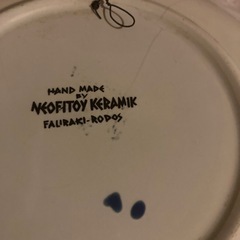 HAND MADE
BY
NEOFITOY KERAMIK
FALIRAKI-RODOS